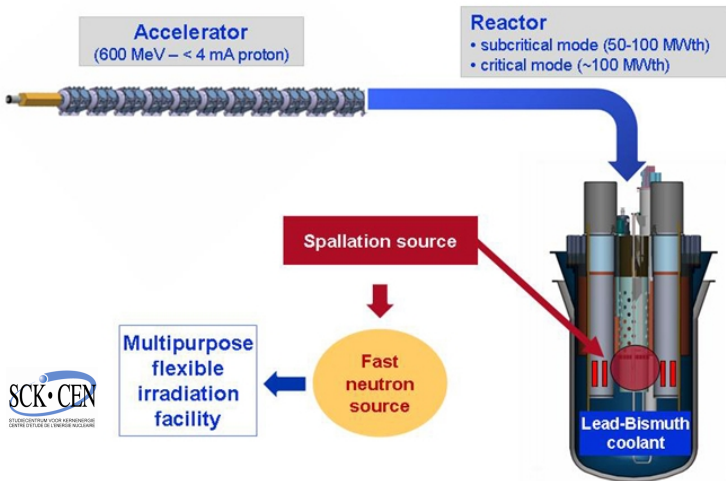 Accelerator
(600 MeV – < 4 mA proton)
Reactor
• subcritical mode (50-100 MWth)
• critical mode (~100 MWth)
Spallation source
Multipurpose
flexible
irradiation
facility
Fast
neutron
source
Lead-Bismuth
coolant
SCK•CEN
STUDIECENTRUM VOOR KERNENERGIE
CENTRE D'ETUDE DE L'ENERGIE NUCLEAIRE